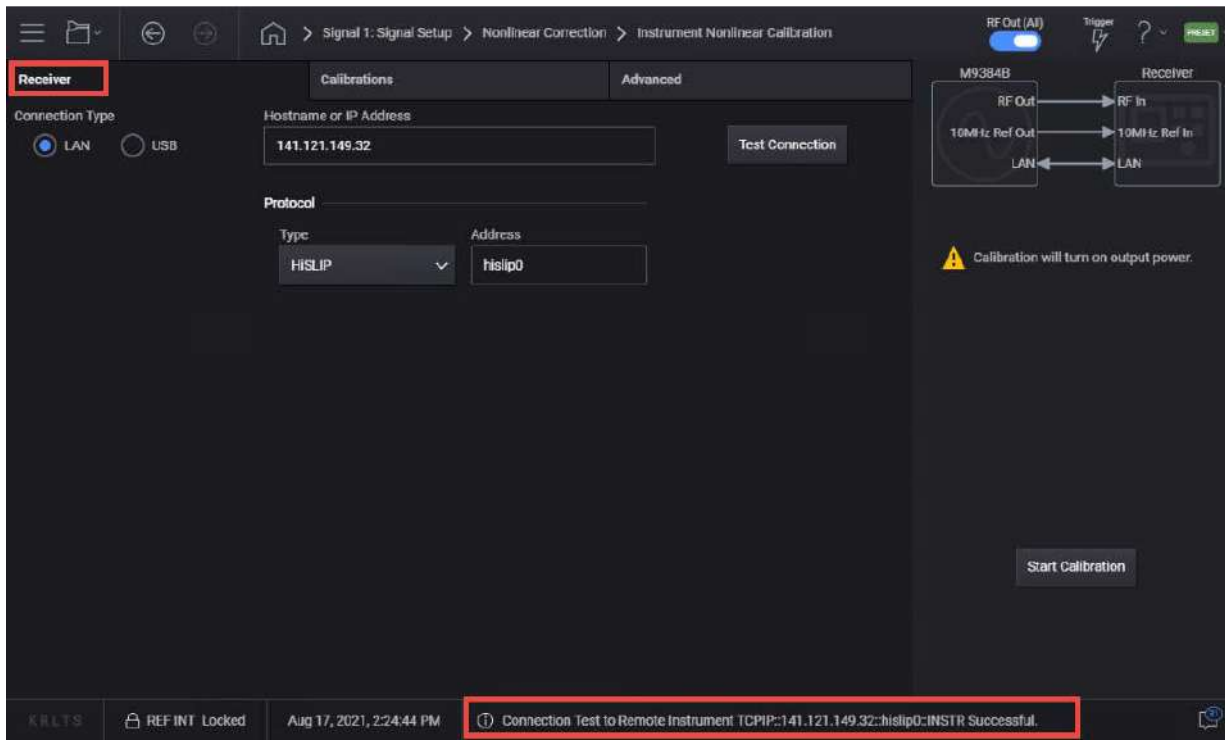 Signal 1: Signal Setup > Nonlinear Correction > Instrument Nonlinear Calibration
RF Out (All)
Trigger
?
PRESET
Receiver
Calibrations
Advanced
Connection Type
LAN
USB
Hostname or IP Address
141.121.149.32
Test Connection
Protocol
Type
Address
HiSLIP
hislip0
M9384B
Receiver
RF Out
RF In
10MHz Ref Out
10MHz Ref In
LAN
LAN
Calibration will turn on output power.
Start Calibration
KRLTS
REF INT Locked
Aug 17, 2021, 2:24:44 PM
Connection Test to Remote Instrument TCPIP::141.121.149.32::hislip0::INSTR Successful.